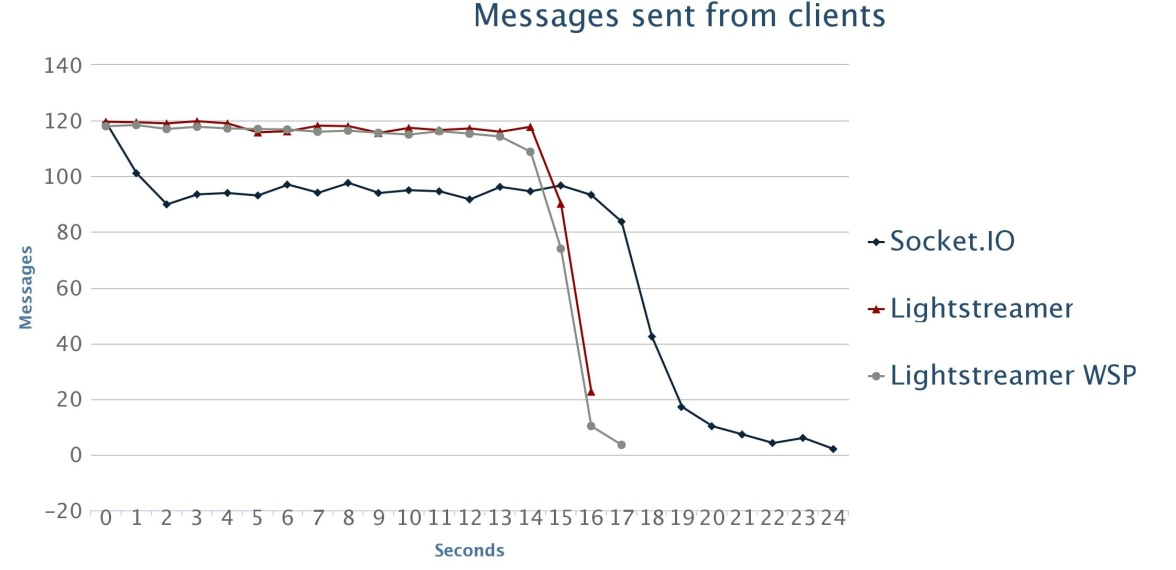 Messages sent from clients
140
120
100
80
60
40
20
0
–20
Messages
0 1 2 3 4 5 6 7 8 9 10 11 12 13 14 15 16 17 18 19 20 21 22 23 24
Seconds
Socket.IO
Lightstreamer
Lightstreamer WSP